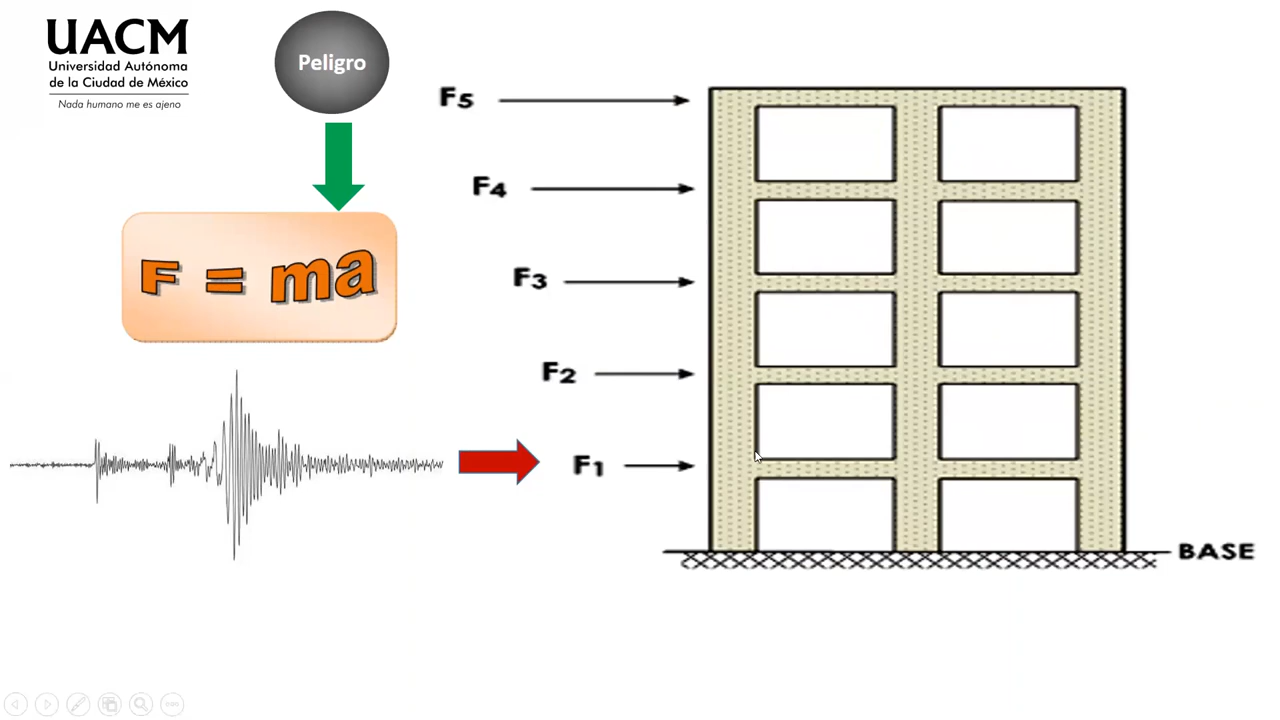 UACM
Universidad Autónoma
de la Ciudad de México
Nada humano me es ajeno
Peligro
F = ma
F5
F4
F3
F2
F1
BASE